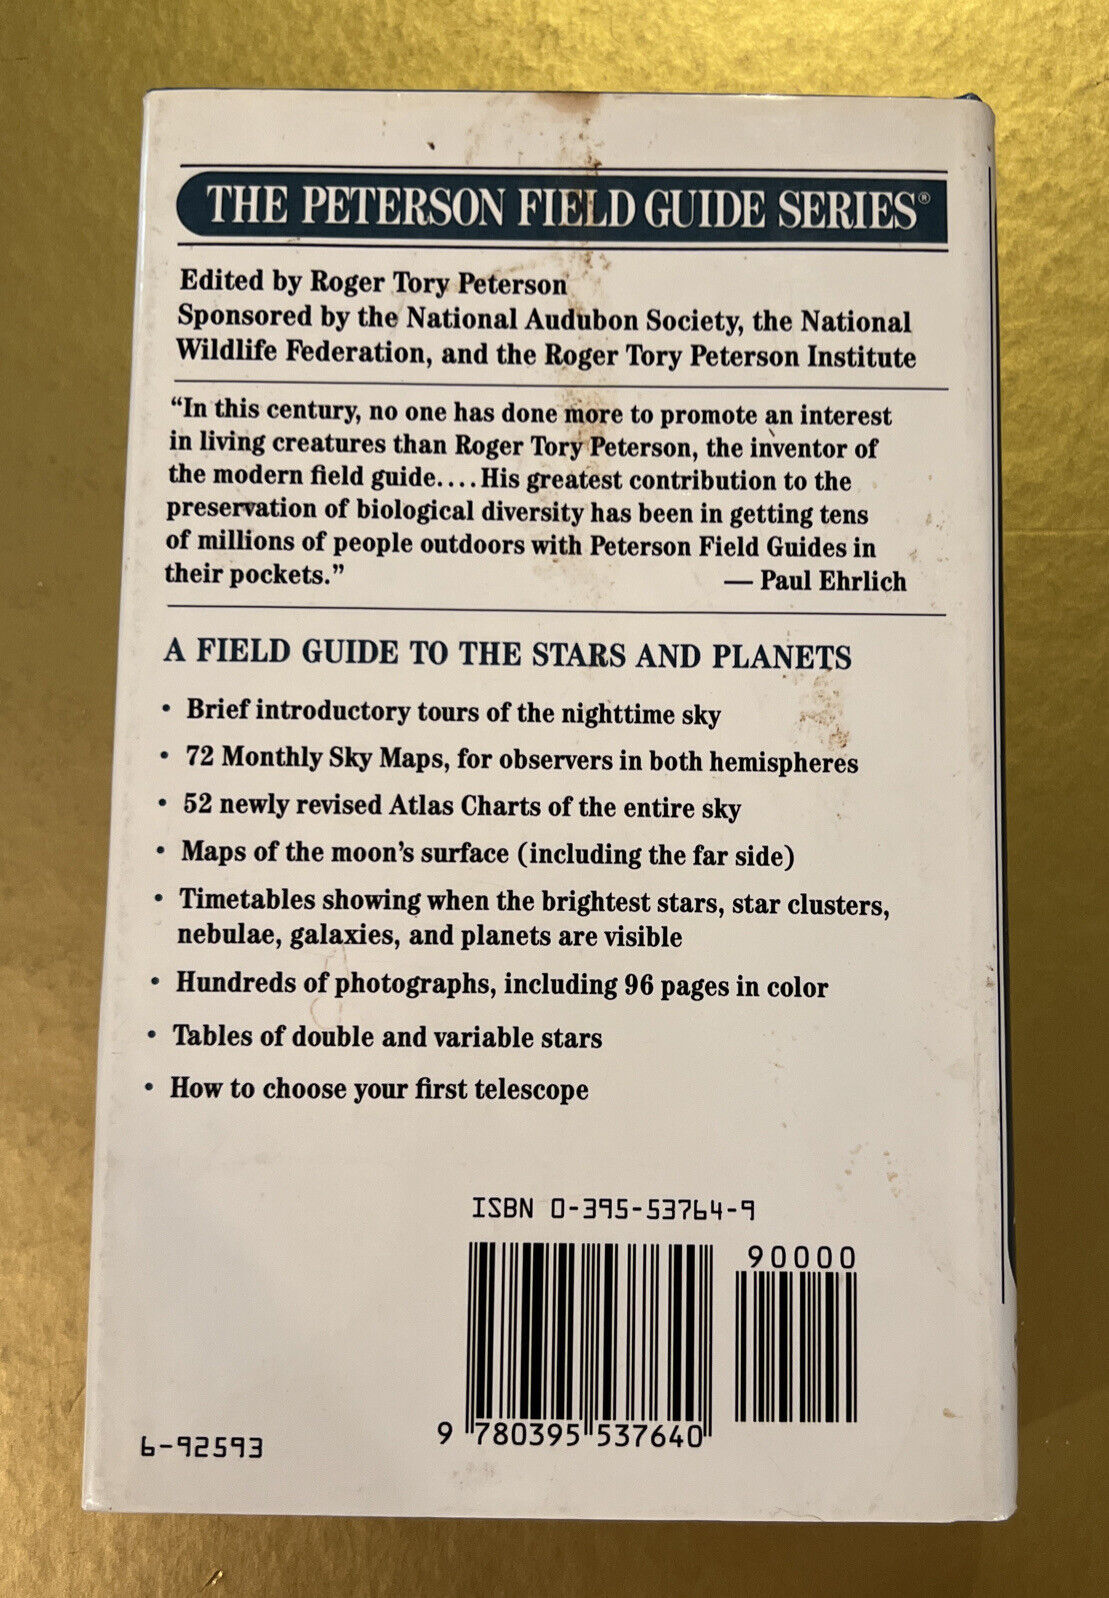 THE PETERSON FIELD GUIDE SERIES®
Edited by Roger Tory Peterson
Sponsored by the National Audubon Society, the National
Wildlife Federation, and the Roger Tory Peterson Institute
“In this century, no one has done more to promote an interest
in living creatures than Roger Tory Peterson, the inventor of
the modern field guide.... His greatest contribution to the
preservation of biological diversity has been in getting tens
of millions of people outdoors with Peterson Field Guides in
their pockets.” — Paul Ehrlich
A FIELD GUIDE TO THE STARS AND PLANETS
• Brief introductory tours of the nighttime sky
• 72 Monthly Sky Maps, for observers in both hemispheres
• 52 newly revised Atlas Charts of the entire sky
• Maps of the moon’s surface (including the far side)
• Timetables showing when the brightest stars, star clusters,
nebulae, galaxies, and planets are visible
• Hundreds of photographs, including 96 pages in color
• Tables of double and variable stars
• How to choose your first telescope
ISBN 0-395-53764-9
90000
9 780395 537640
6-92593